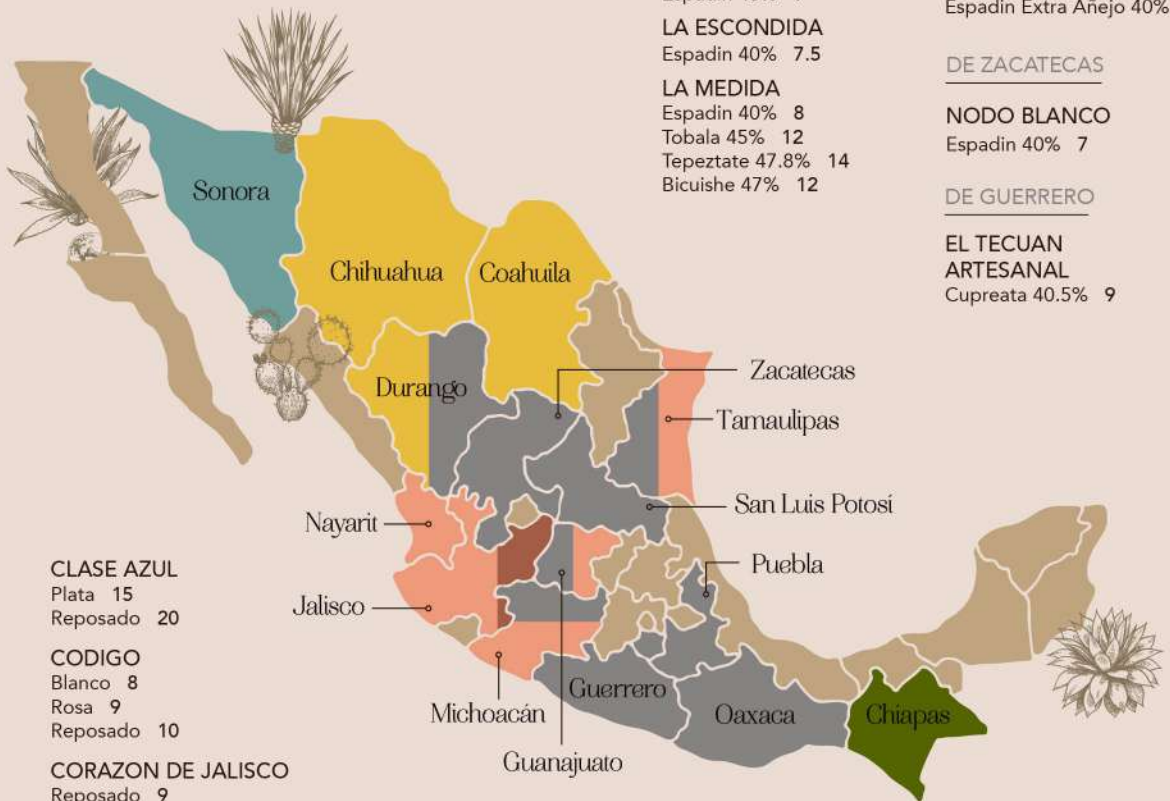 Espadin Extra Añejo 40%
LA ESCONDIDA
Espadin 40% 7.5
LA MEDIDA
Espadin 40% 8
Tobala 45% 12
Tepeztate 47.8% 14
Bicuishe 47% 12
DE ZACATECAS
NODO BLANCO
Espadin 40% 7
DE GUERRERO
EL TECUAN
ARTESANAL
Cupreata 40.5% 9
Sonora
Chihuahua
Coahuila
Durango
Zacatecas
Tamaulipas
San Luis Potosí
Nayarit
Puebla
Jalisco
Guerrero
Michoacán
Oaxaca
Chiapas
Guanajuato
CLASE AZUL
Plata 15
Reposado 20
CODIGO
Blanco 8
Rosa 9
Reposado 10
CORAZON DE JALISCO
Reposado 9